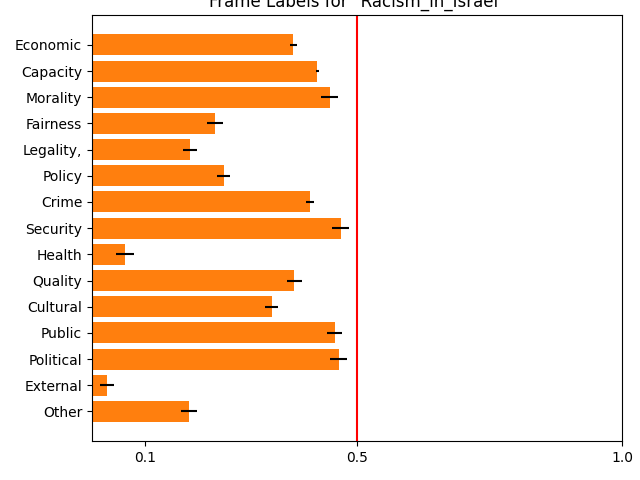 Frame Labels for "Racism_in_Israel"
Economic
Capacity
Morality
Fairness
Legality,
Policy
Crime
Security
Health
Quality
Cultural
Public
Political
External
Other
0.1
0.5
1.0